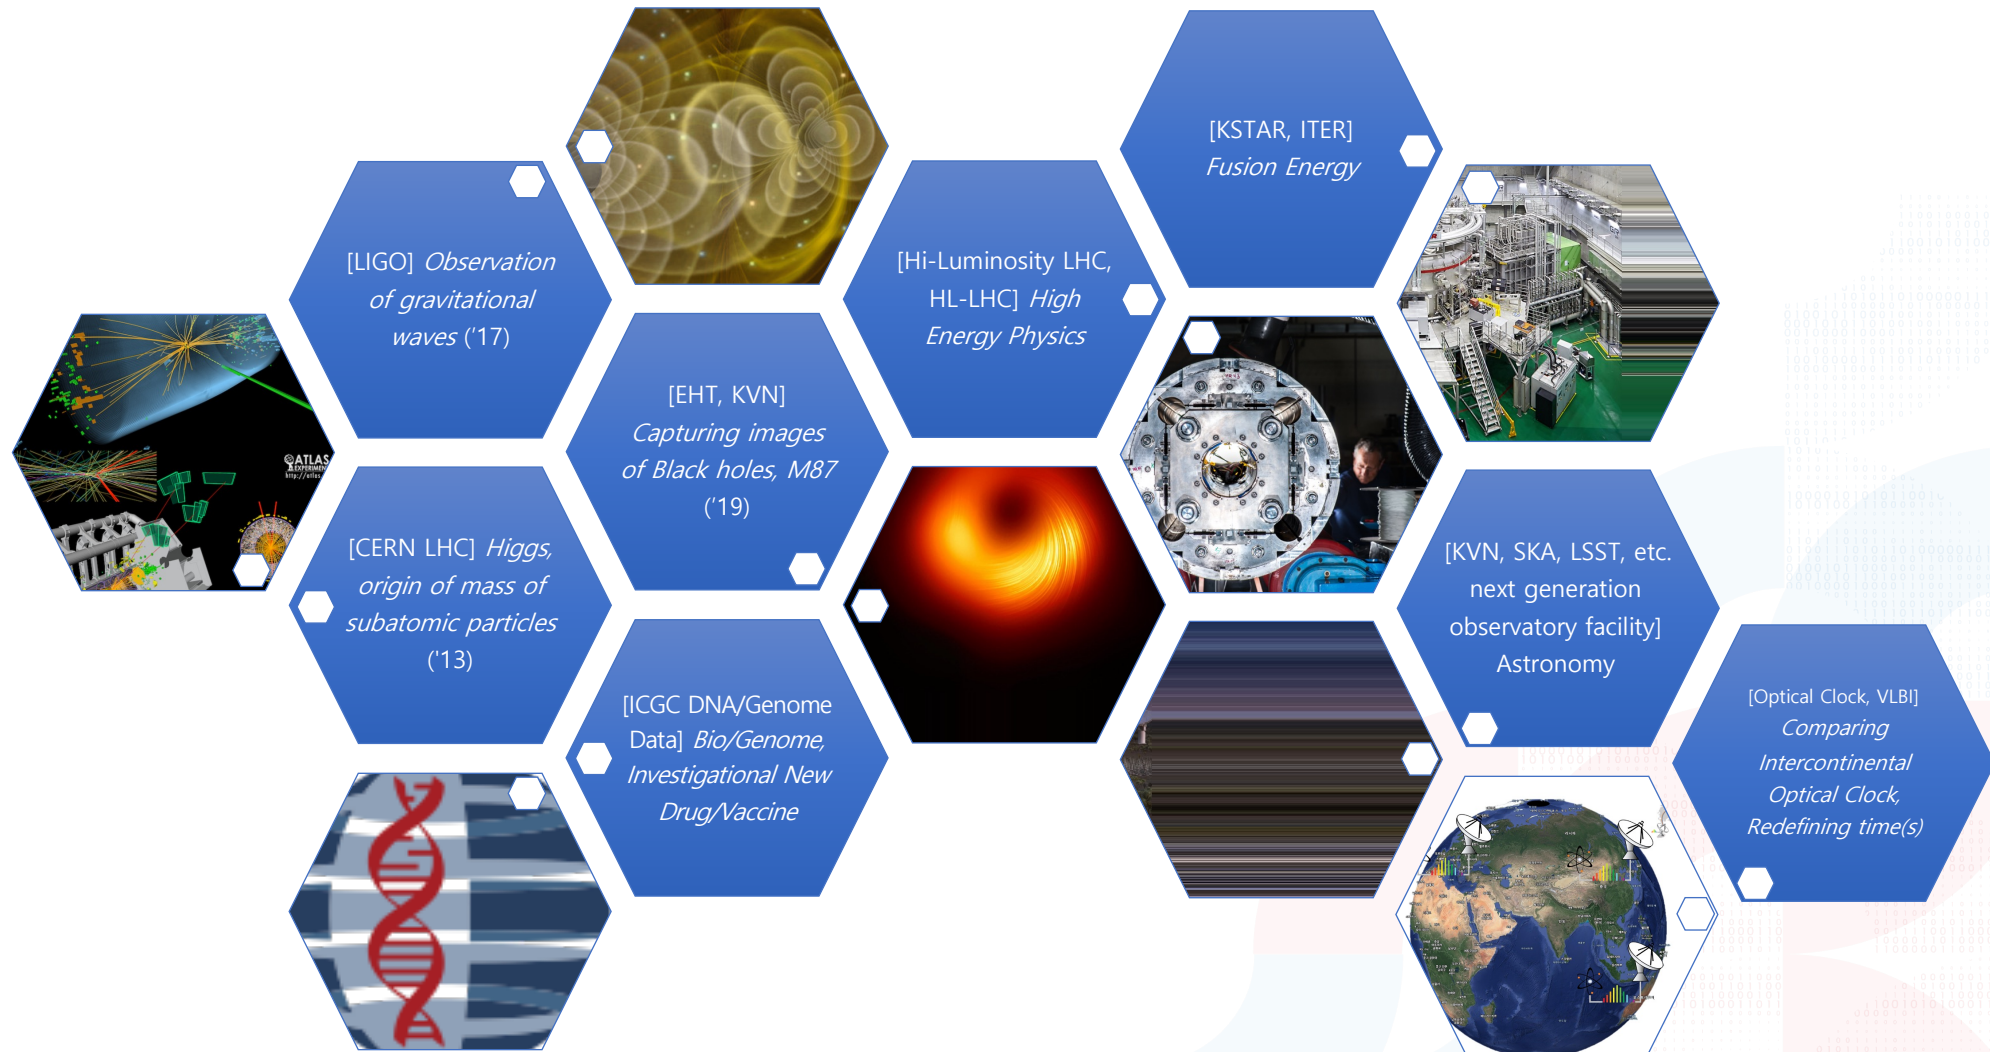 [KSTAR, ITER]
Fusion Energy
[LIGO] Observation
of gravitational
waves ('17)
[Hi-Luminosity LHC,
HL-LHC] High
Energy Physics
[EHT, KVN]
Capturing images
of Black holes, M87
('19)
ATLAS
EXPERIMEN
http://atlas
[CERN LHC] Higgs,
origin of mass of
subatomic particles
('13)
[KVN, SKA, LSST, etc.
next generation
observatory facility]
Astronomy
[ICGC DNA/Genome
Data] Bio/Genome,
Investigational New
Drug/Vaccine
[Optical Clock, VLBI]
Comparing
Intercontinental
Optical Clock,
Redefining time(s)